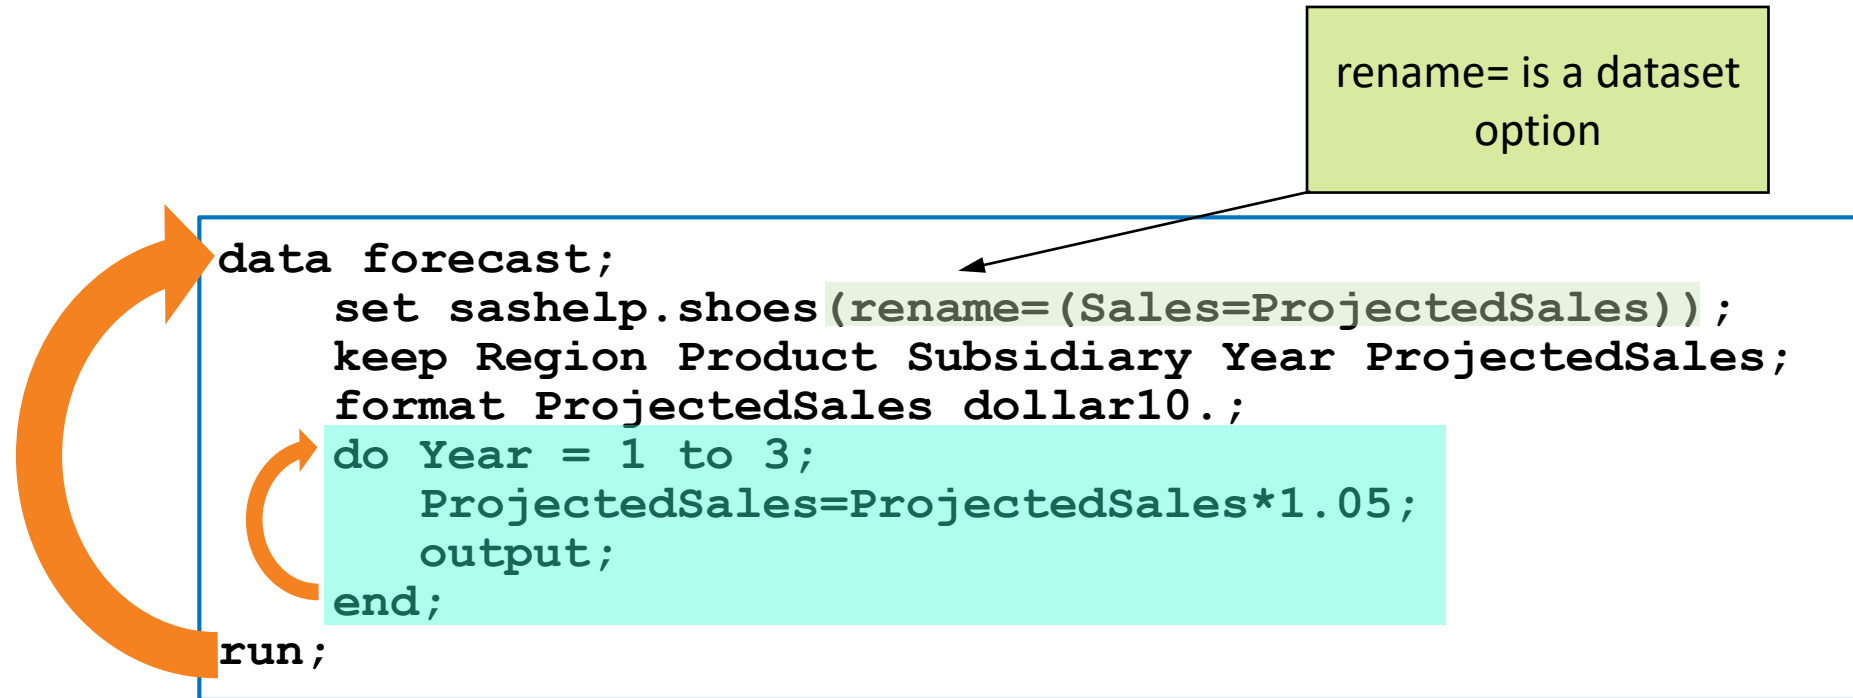 rename= is a dataset
option
data forecast;
set sashelp.shoes(rename=(Sales=ProjectedSales));
keep Region Product Subsidiary Year ProjectedSales;
format ProjectedSales dollar10.;
do Year = 1 to 3;
ProjectedSales=ProjectedSales*1.05;
output;
end;
run;